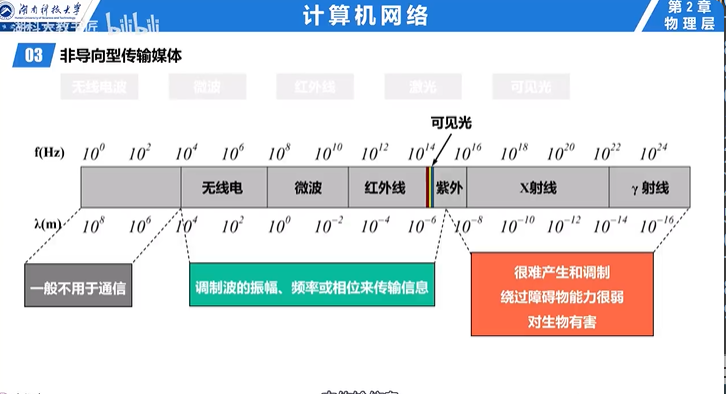 湖南科技大学
bilibili
计算机网络
第2章
物理层
03 非导向型传输媒体
无线电波 微波 红外线 激光 可见光
可见光
f(Hz) 10^0 10^2 10^4 10^6 10^8 10^10 10^12 10^14 10^16 10^18 10^20 10^22 10^24
无线电 微波 红外线 紫外 X射线 γ射线
λ(m) 10^8 10^6 10^4 10^2 10^0 10^-2 10^-4 10^-6 10^-8 10^-10 10^-12 10^-14 10^-16
一般不用于通信
调制波的振幅、频率或相位来传输信息
很难产生和调制
绕过障碍物能力很弱
对生物有害